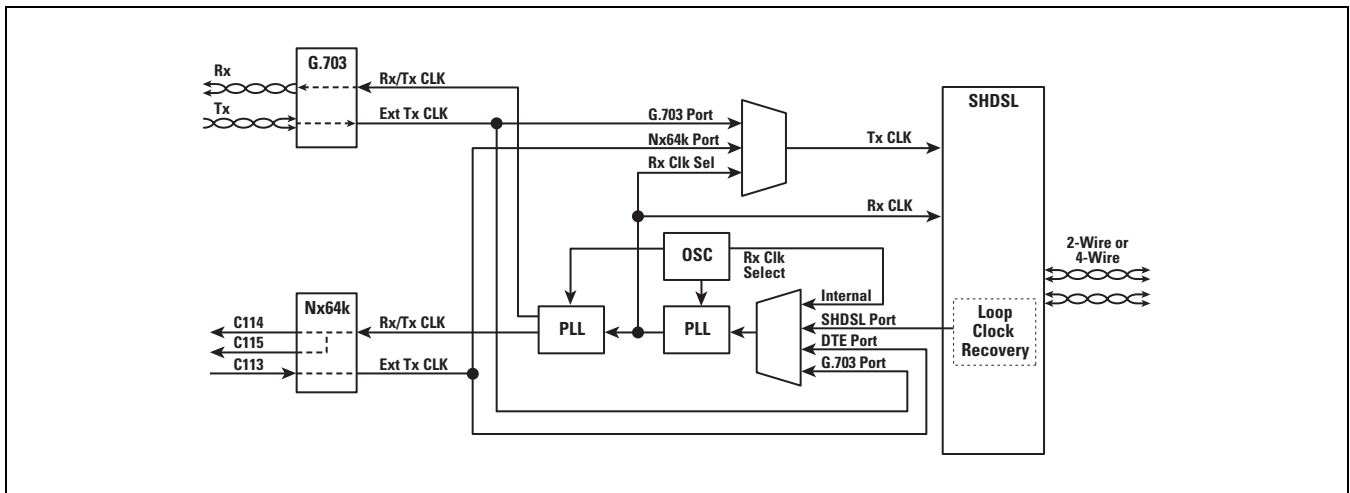 G.703
Rx
Rx/Tx CLK
Tx
Ext Tx CLK
G.703 Port
Nx64k Port
Rx Clk Sel
Tx CLK
SHDSL
Rx CLK
2-Wire or
4-Wire
OSC
Rx Clk
Select
Nx64k
C114
C115
C113
Rx/Tx CLK
Ext Tx CLK
PLL
PLL
Internal
SHDSL Port
DTE Port
G.703 Port
Loop
Clock
Recovery